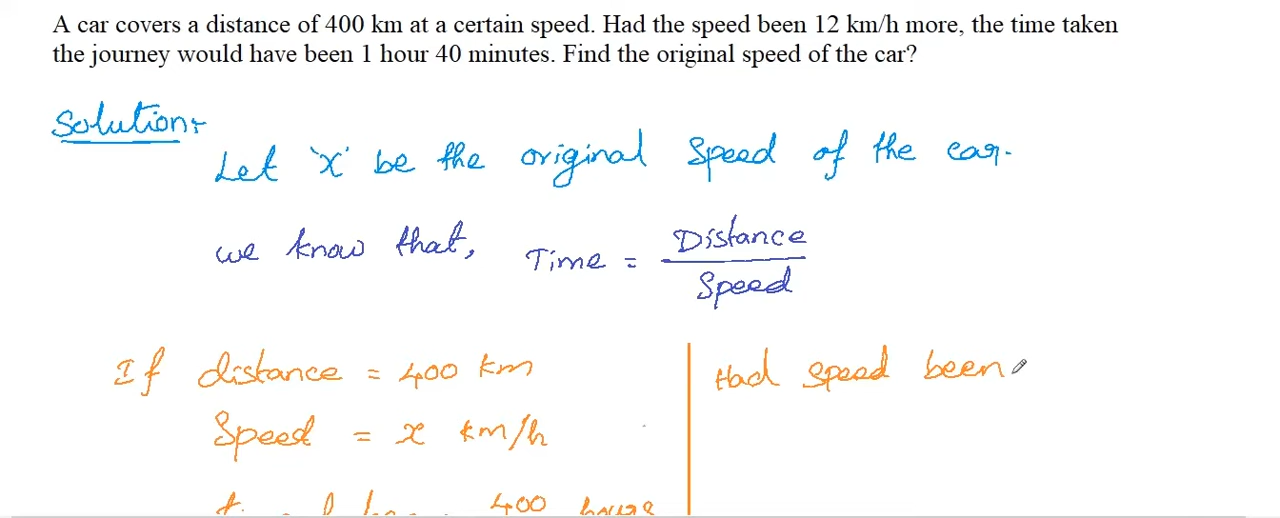 A car covers a distance of 400 km at a certain speed. Had the speed been 12 km/h more, the time taken
the journey would have been 1 hour 40 minutes. Find the original speed of the car?
Solution:-
Let 'x' be the original Speed of the car.
we know that, Time = Distance / Speed
If distance = 400 km
Speed = x km/h
400 hours
Had speed been